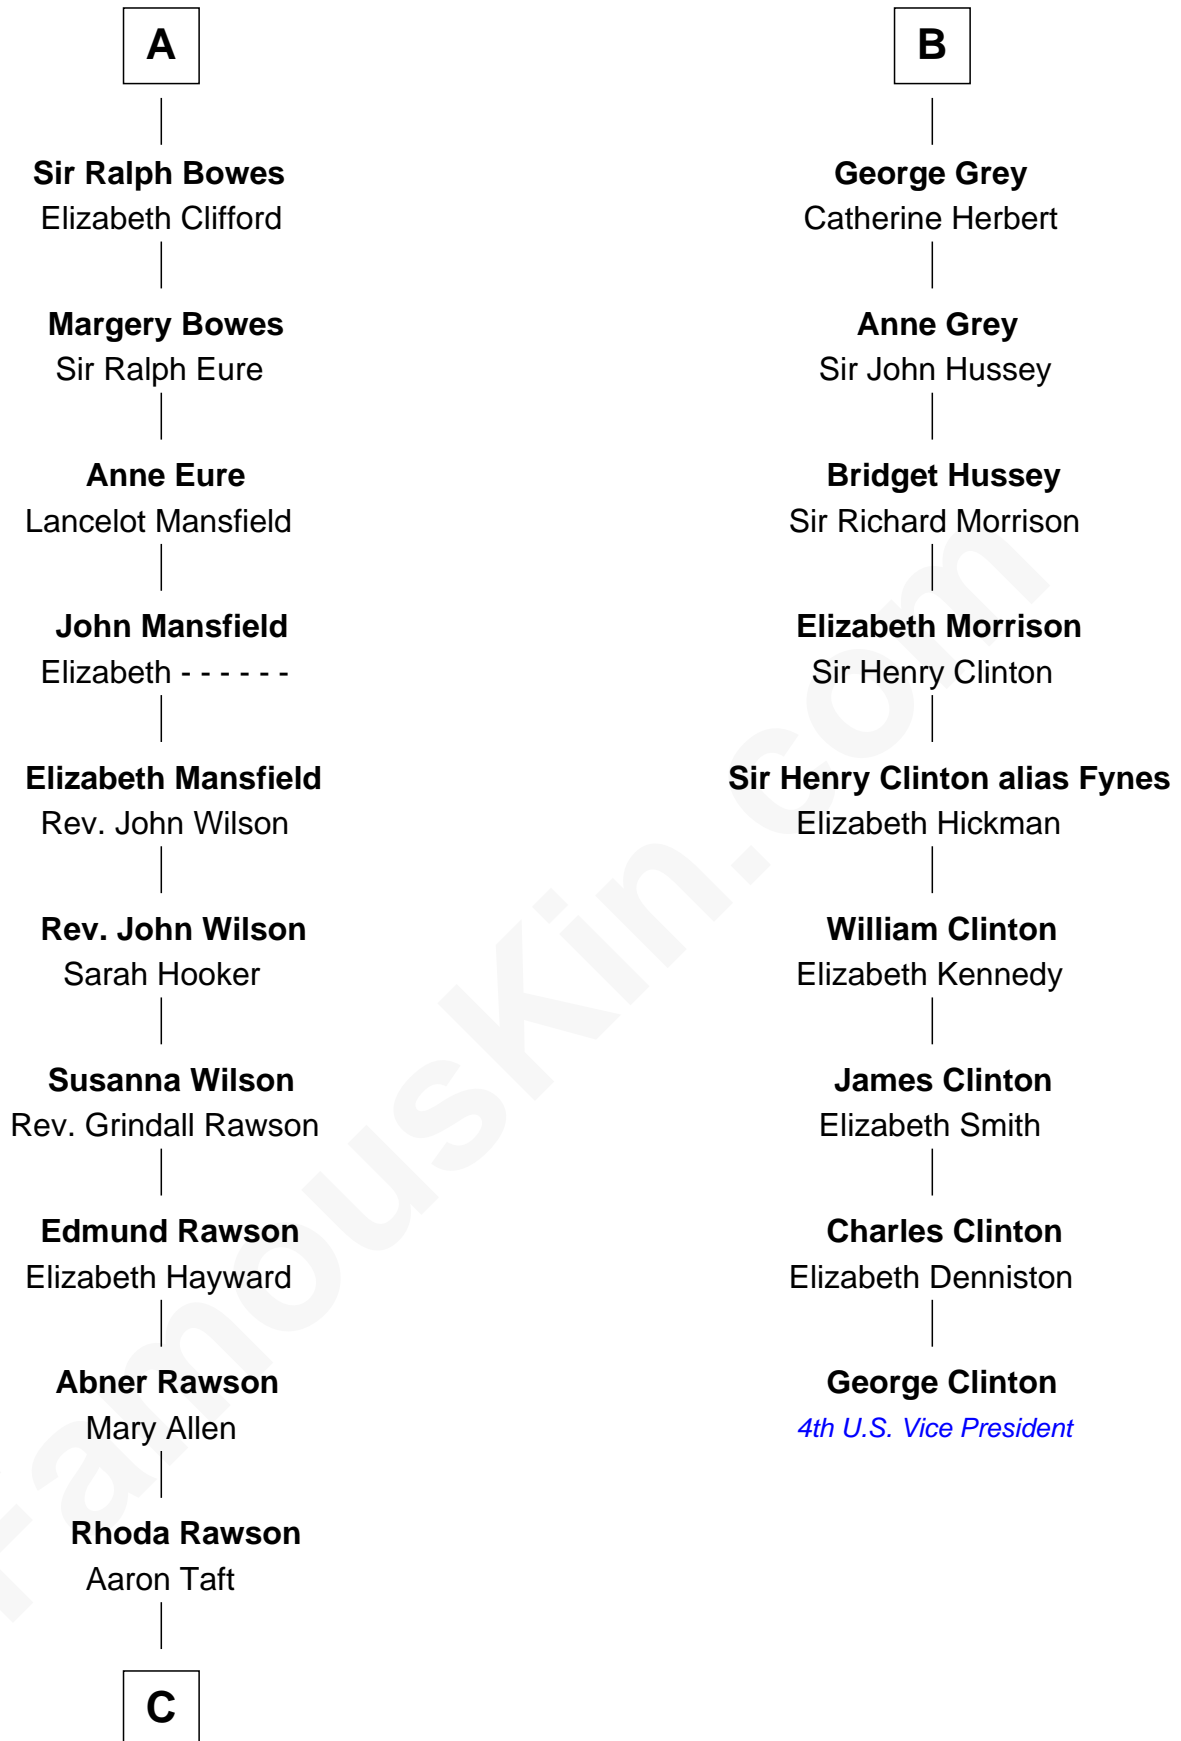 A
Sir Ralph Bowes
Elizabeth Clifford
Margery Bowes
Sir Ralph Eure
Anne Eure
Lancelot Mansfield
John Mansfield
Elizabeth - - - - - -
Elizabeth Mansfield
Rev. John Wilson
Rev. John Wilson
Sarah Hooker
Susanna Wilson
Rev. Grindall Rawson
Edmund Rawson
Elizabeth Hayward
Abner Rawson
Mary Allen
Rhoda Rawson
Aaron Taft
C
B
George Grey
Catherine Herbert
Anne Grey
Sir John Hussey
Bridget Hussey
Sir Richard Morrison
Elizabeth Morrison
Sir Henry Clinton
Sir Henry Clinton alias Fynes
Elizabeth Hickman
William Clinton
Elizabeth Kennedy
James Clinton
Elizabeth Smith
Charles Clinton
Elizabeth Denniston
George Clinton
4th U.S. Vice President
FamousKin.com